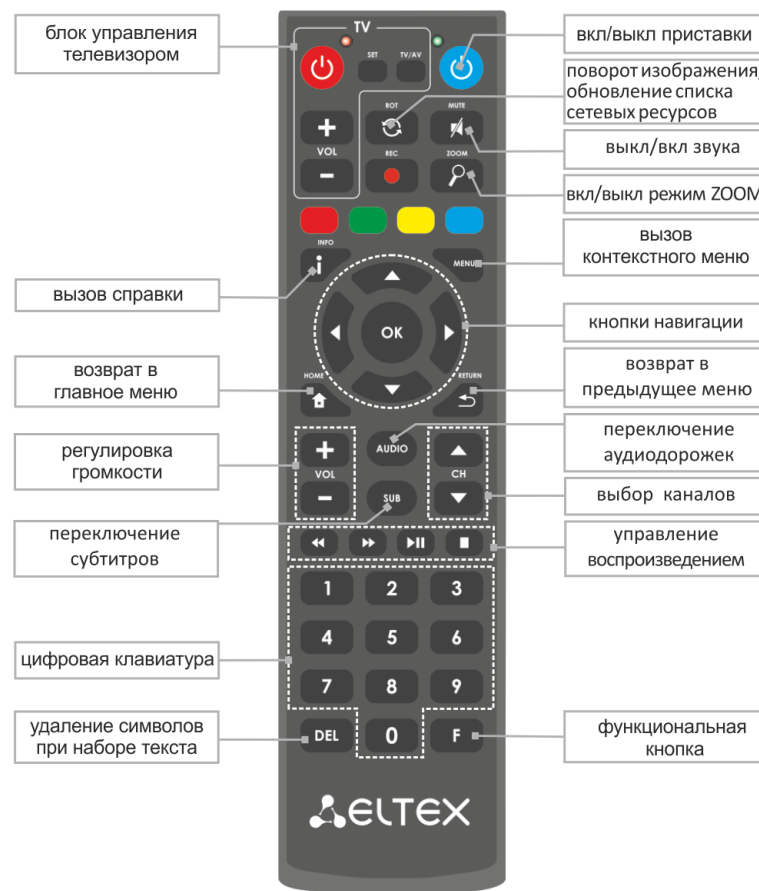 блок управления
телевизором
вызов справки
возврат в
главное меню
регулировка
громкости
переключение
субтитров
цифровая клавиатура
удаление символов
при наборе текста
TV
SET
TV/AV
VOL
ROT
MUTE
REC
ZOOM
INFO
i
MENU
OK
HOME
RETURN
AUDIO
VOL
CH
SUB
1 2 3
4 5 6
7 8 9
DEL 0 F
ELTEX
вкл/выкл приставки
поворот изображения,
обновление списка
сетевых ресурсов
выкл/вкл звука
вкл/выкл режим ZOOM
вызов
контекстного меню
кнопки навигации
возврат в
предыдущее меню
переключение
аудиодорожек
выбор каналов
управление
воспроизведением
функциональная
кнопка